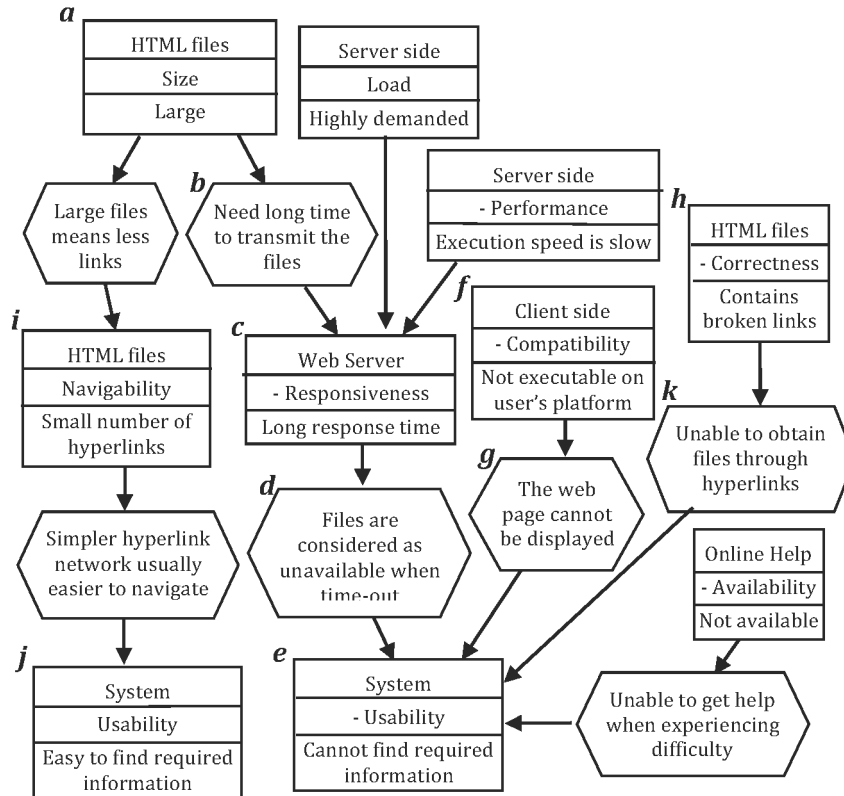 a
HTML files
Size
Large
Server side
Load
Highly demanded
b
Large files
means less
links
Need long time
to transmit the
files
Server side
- Performance
Execution speed is slow
h
HTML files
- Correctness
Contains
broken links
i
HTML files
Navigability
Small number of
hyperlinks
c
Web Server
- Responsiveness
Long response time
f
Client side
- Compatibility
Not executable on
user's platform
k
Unable to obtain
files through
hyperlinks
g
The web
page cannot
be displayed
d
Files are
considered as
unavailable when
time-out
Simpler hyperlink
network usually
easier to navigate
Online Help
- Availability
Not available
j
System
Usability
Easy to find required
information
e
System
- Usability
Cannot find required
information
Unable to get help
when experiencing
difficulty